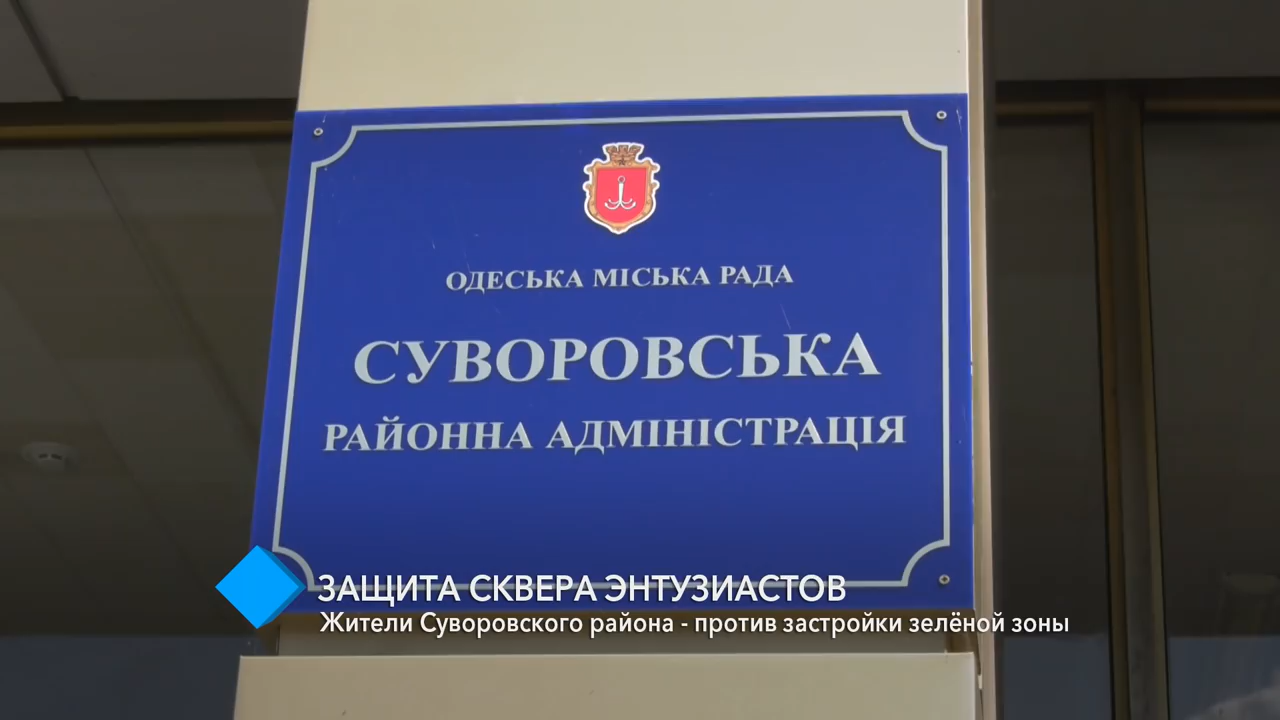 ОДЕСЬКА МІСЬКА РАДА
СУВОРОВСЬКА
РАЙОННА АДМІНІСТРАЦІЯ
ЗАЩИТА СКВЕРА ЭНТУЗИАСТОВ
Жители Суворовского района - против застройки зелёной зоны